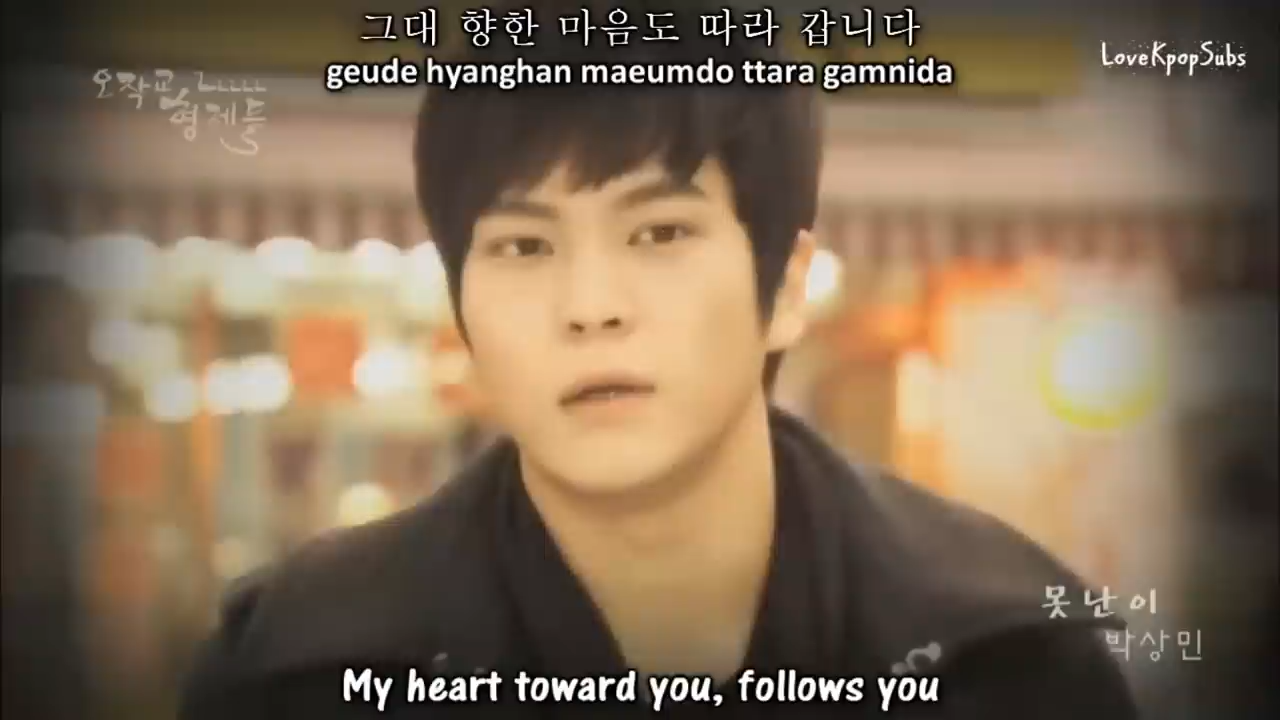 그대 향한 마음도 따라 갑니다
geude hyanghan maeumdo ttara gamnida
LoveKpopSubs
오작교
형제들
못난이
박상민
My heart toward you, follows you